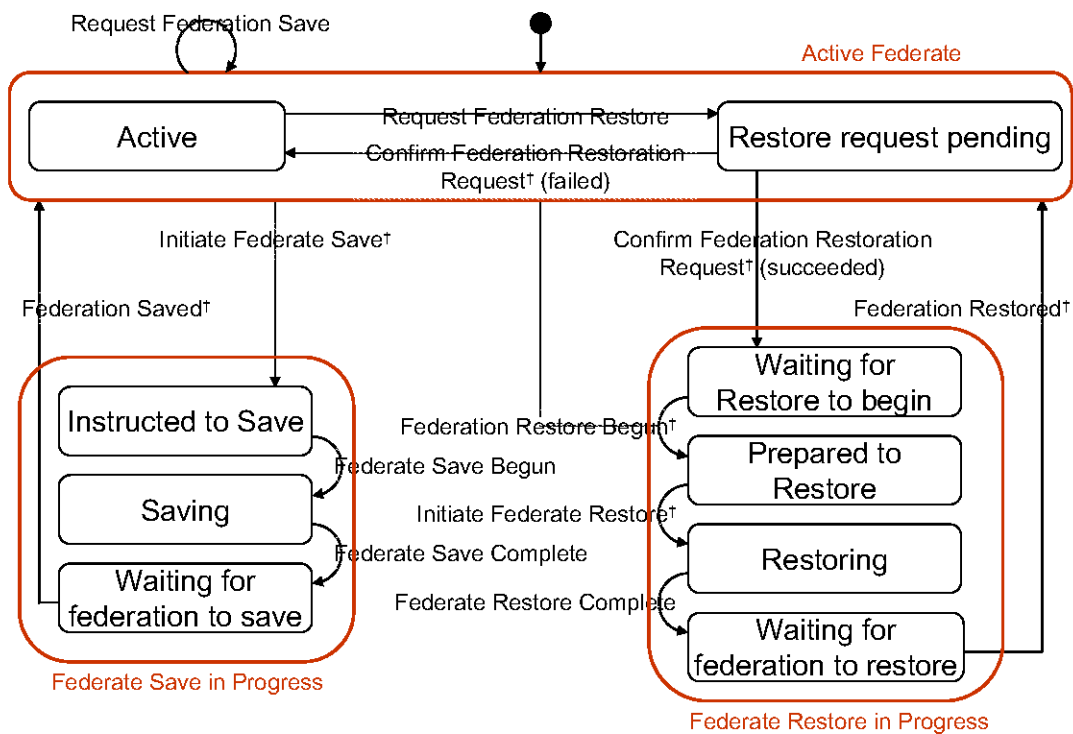 Request Federation Save
Active Federate
Active
Request Federation Restore
Restore request pending
Confirm Federation Restoration
Request† (failed)
Initiate Federate Save†
Confirm Federation Restoration
Request† (succeeded)
Federation Saved†
Federation Restored†
Waiting for
Restore to begin
Instructed to Save
Federation Restore Begun†
Federate Save Begun
Prepared to
Restore
Saving
Initiate Federate Restore†
Federate Save Complete
Restoring
Waiting for
federation to save
Federate Restore Complete
Waiting for
federation to restore
Federate Save in Progress
Federate Restore in Progress